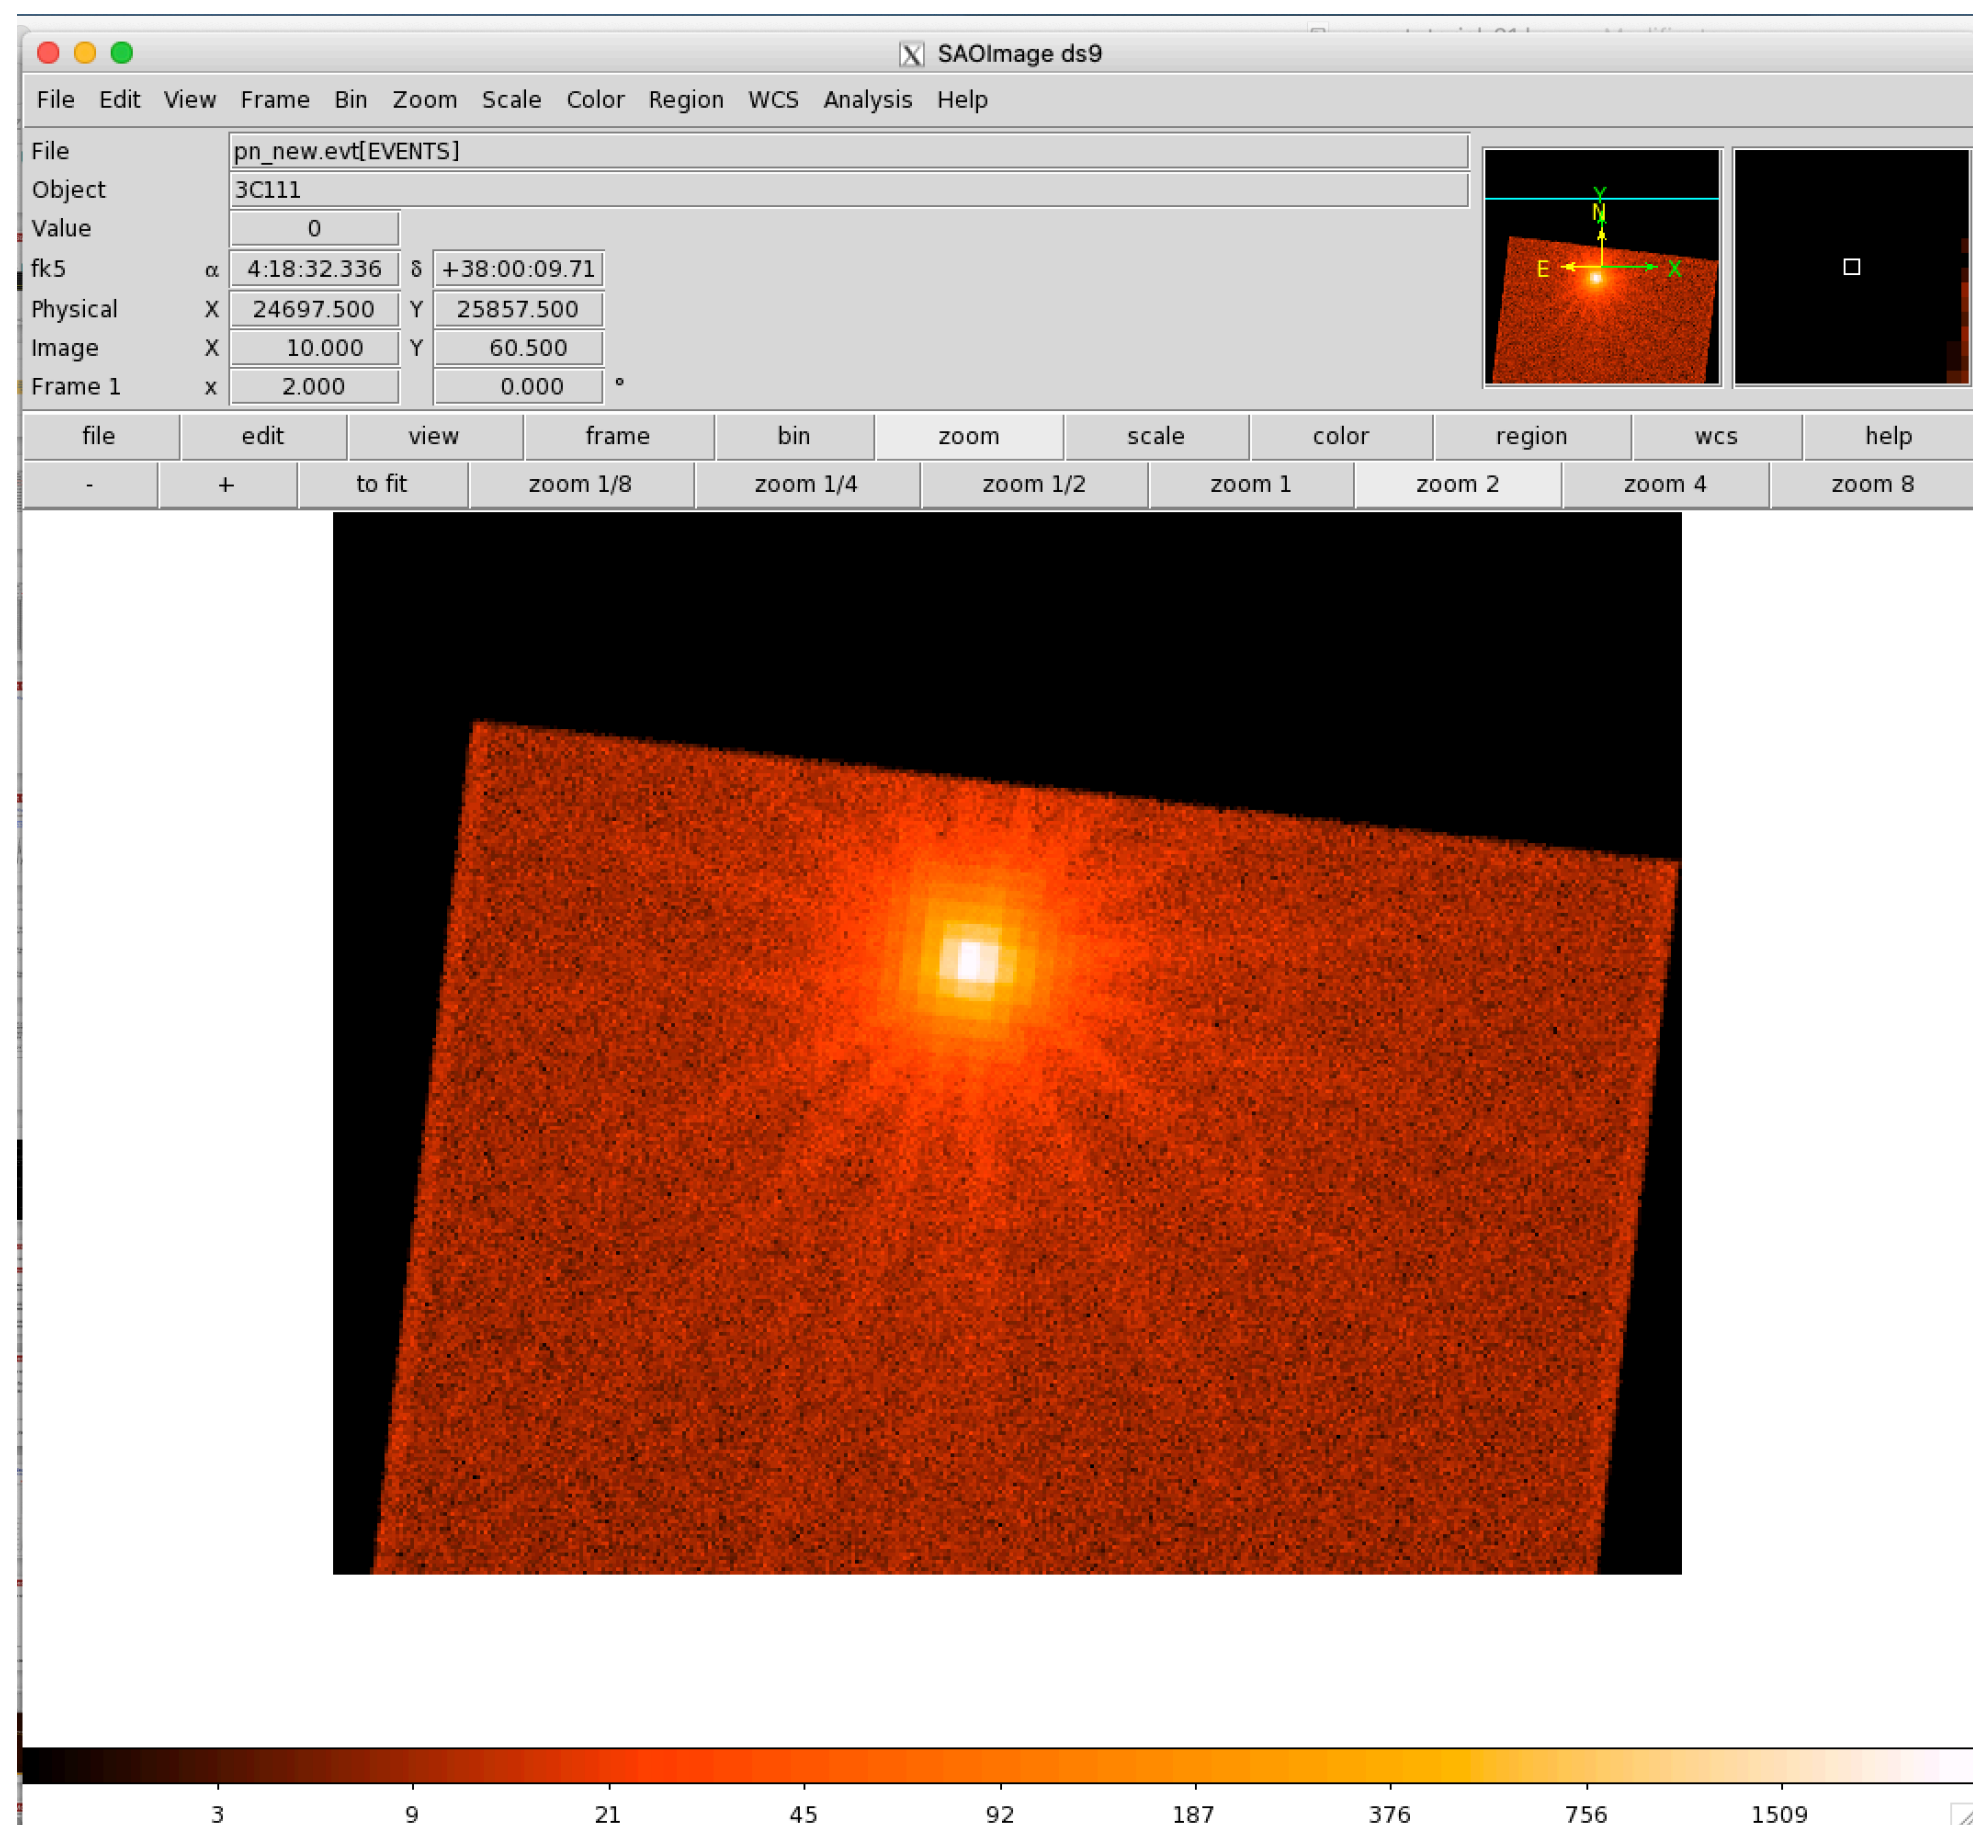 SAOImage ds9
File Edit View Frame Bin Zoom Scale Color Region WCS Analysis Help
File pn_new.evt[EVENTS]
Object 3C111
Value 0
fk5 α 4:18:32.336 δ +38:00:09.71
Physical X 24697.500 Y 25857.500
Image X 10.000 Y 60.500
Frame 1 x 2.000 0.000 °
Y
N
E X
file edit view frame bin zoom scale color region wcs help
- + to fit zoom 1/8 zoom 1/4 zoom 1/2 zoom 1 zoom 2 zoom 4 zoom 8
3 9 21 45 92 187 376 756 1509